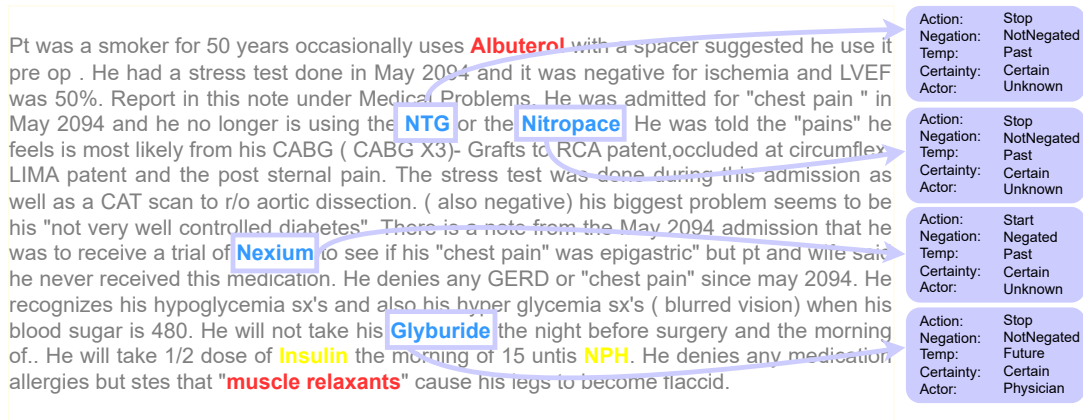 Pt was a smoker for 50 years occasionally uses Albuterol with a spacer suggested he use it
pre op . He had a stress test done in May 2094 and it was negative for ischemia and LVEF
was 50%. Report in this note under Medical Problems. He was admitted for "chest pain " in
May 2094 and he no longer is using the NTG or the Nitropace. He was told the "pains" he
feels is most likely from his CABG ( CABG X3)- Grafts to RCA patent,occluded at circumflex,
LIMA patent and the post sternal pain. The stress test was done during this admission as
well as a CAT scan to r/o aortic dissection. ( also negative) his biggest problem seems to be
his "not very well controlled diabetes". There is a note from the May 2094 admission that he
was to receive a trial of Nexium to see if his "chest pain" was epigastric" but pt and wife said
he never received this medication. He denies any GERD or "chest pain" since may 2094. He
recognizes his hypoglycemia sx's and also his hyper glycemia sx's ( blurred vision) when his
blood sugar is 480. He will not take his Glyburide the night before surgery and the morning
of.. He will take 1/2 dose of Insulin the morning of 15 untis NPH. He denies any medication
allergies but stes that "muscle relaxants" cause his legs to become flaccid.
Action: Stop
Negation: NotNegated
Temp: Past
Certainty: Certain
Actor: Unknown
Action: Stop
Negation: NotNegated
Temp: Past
Certainty: Certain
Actor: Unknown
Action: Start
Negation: Negated
Temp: Past
Certainty: Certain
Actor: Unknown
Action: Stop
Negation: NotNegated
Temp: Future
Certainty: Certain
Actor: Physician